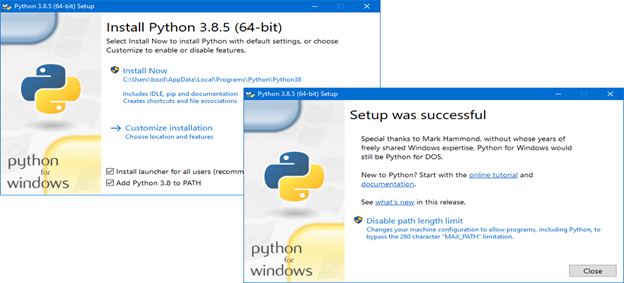 Python 3.8.5 (64-bit) Setup
Install Python 3.8.5 (64-bit)
Select Install Now to install Python with default settings, or choose
Customize to enable or disable features.
Install Now
C:\Users\bozil\AppData\Local\Programs\Python\Python38
Includes IDLE, pip and documentation
Creates shortcuts and file associations
Customize installation
Choose location and features
Install launcher for all users (recomm
Add Python 3.8 to PATH
python
for
windows
Python 3.8.5 (64-bit) Setup
Setup was successful
Special thanks to Mark Hammond, without whose years of
freely shared Windows expertise, Python for Windows would
still be Python for DOS.
New to Python? Start with the online tutorial and
documentation.
See what's new in this release.
Disable path length limit
Changes your machine configuration to allow programs, including Python, to
bypass the 260 character "MAX_PATH" limitation.
python
for
windows
Close